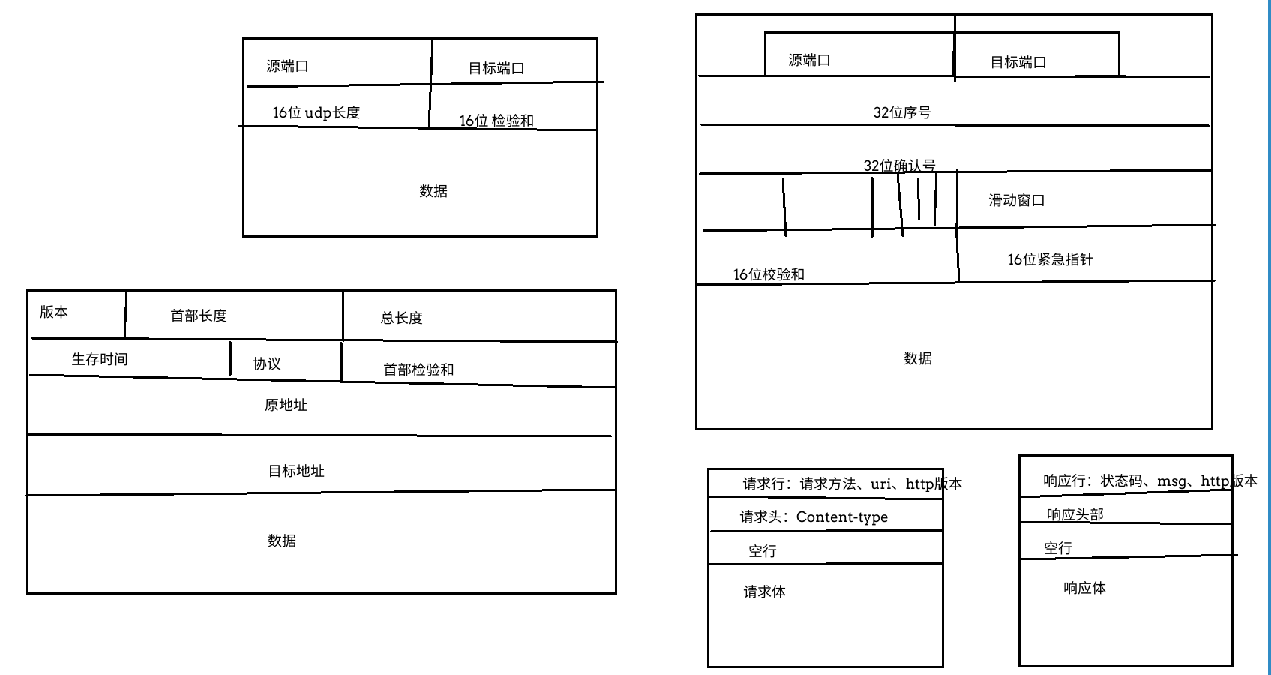 源端口 目标端口
16位 udp长度 16位 检验和
数据
源端口 目标端口
32位序号
32位确认号
滑动窗口
16位校验和 16位紧急指针
数据
版本 首部长度 总长度
生存时间 协议 首部检验和
原地址
目标地址
数据
请求行：请求方法、uri、http版本
请求头：Content-type
空行
请求体
响应行：状态码、msg、http版本
响应头部
空行
响应体